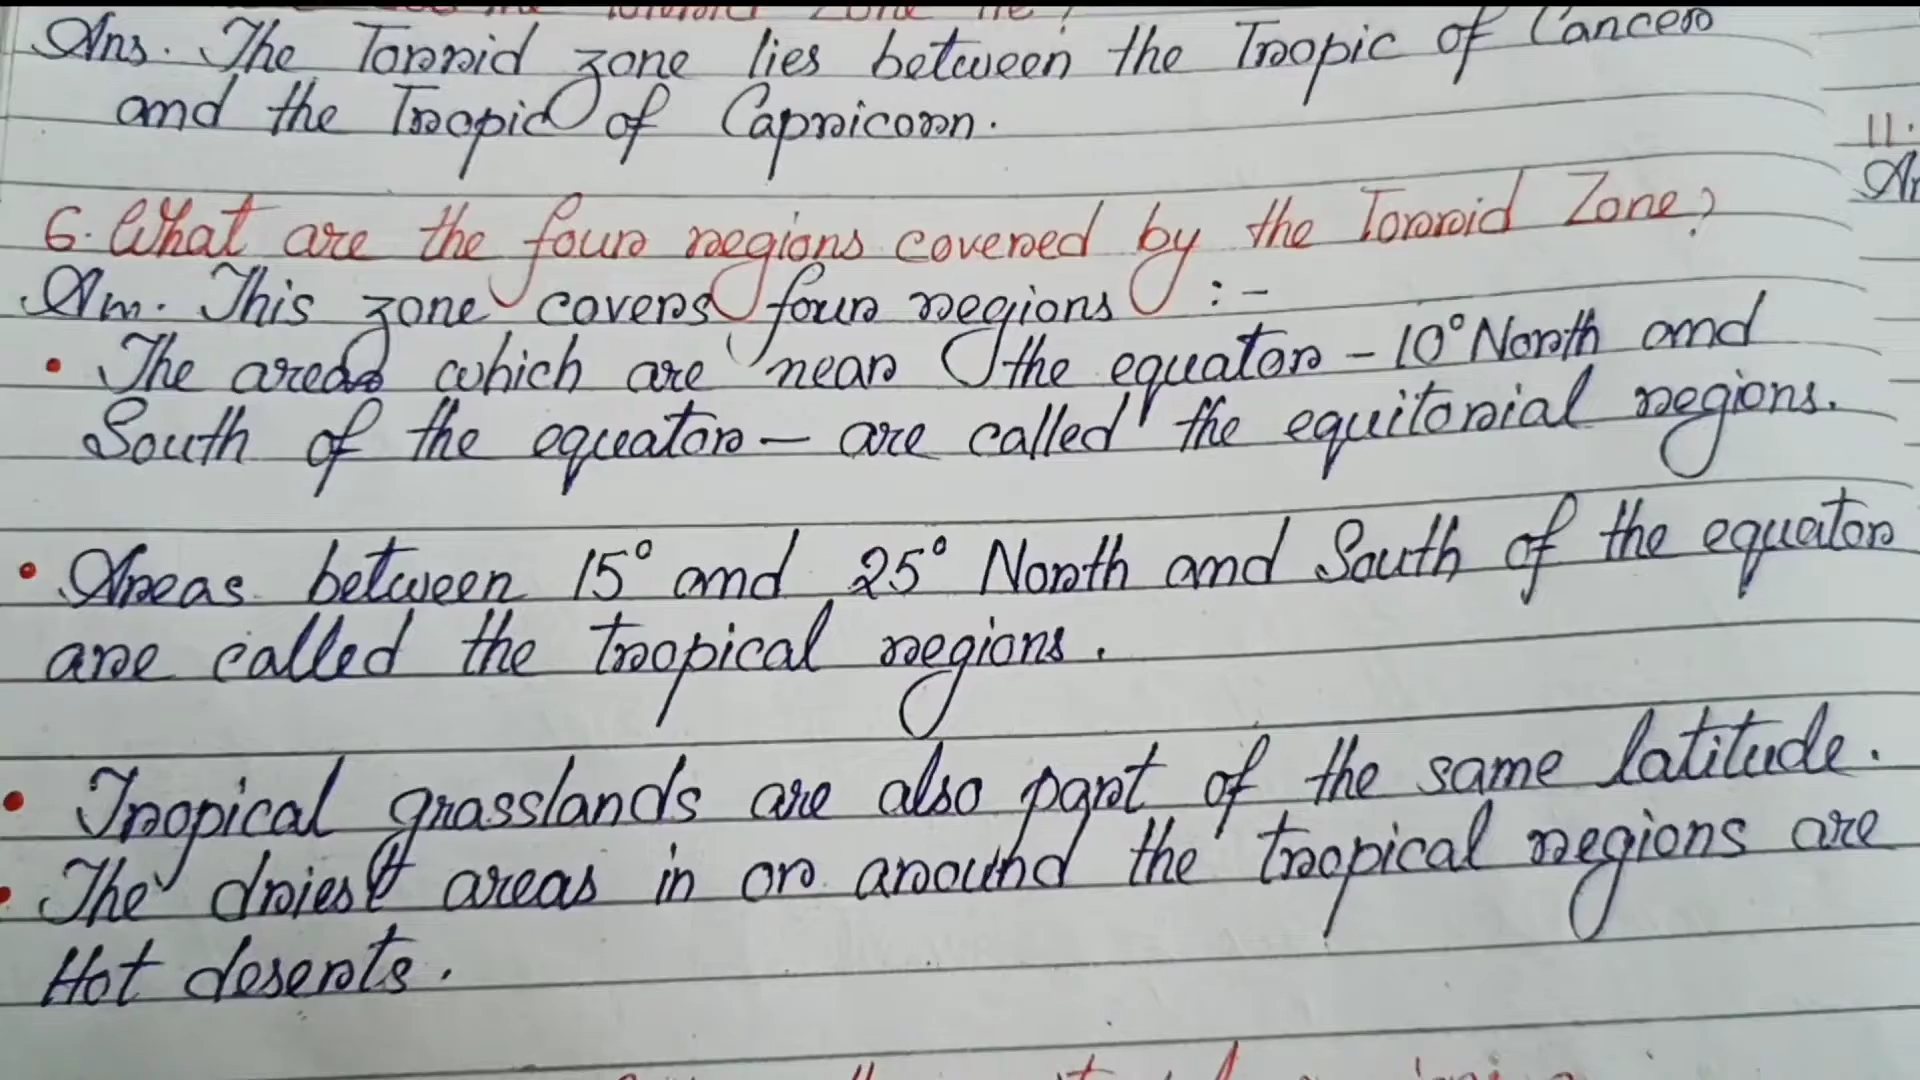 Ans. The Torrid zone lies between the Tropic of Cancer
and the Tropic of Capricorn.
6. What are the four regions covered by the Torrid Zone?
Ans. This zone covers four regions :-
• The areas which are near the equator - 10° North and
South of the equator - are called the equitorial regions.
• Areas between 15° and 25° North and South of the equator
are called the tropical regions.
• Tropical grasslands are also part of the same latitude.
• The driest areas in or around the tropical regions are
Hot deserts.
11.